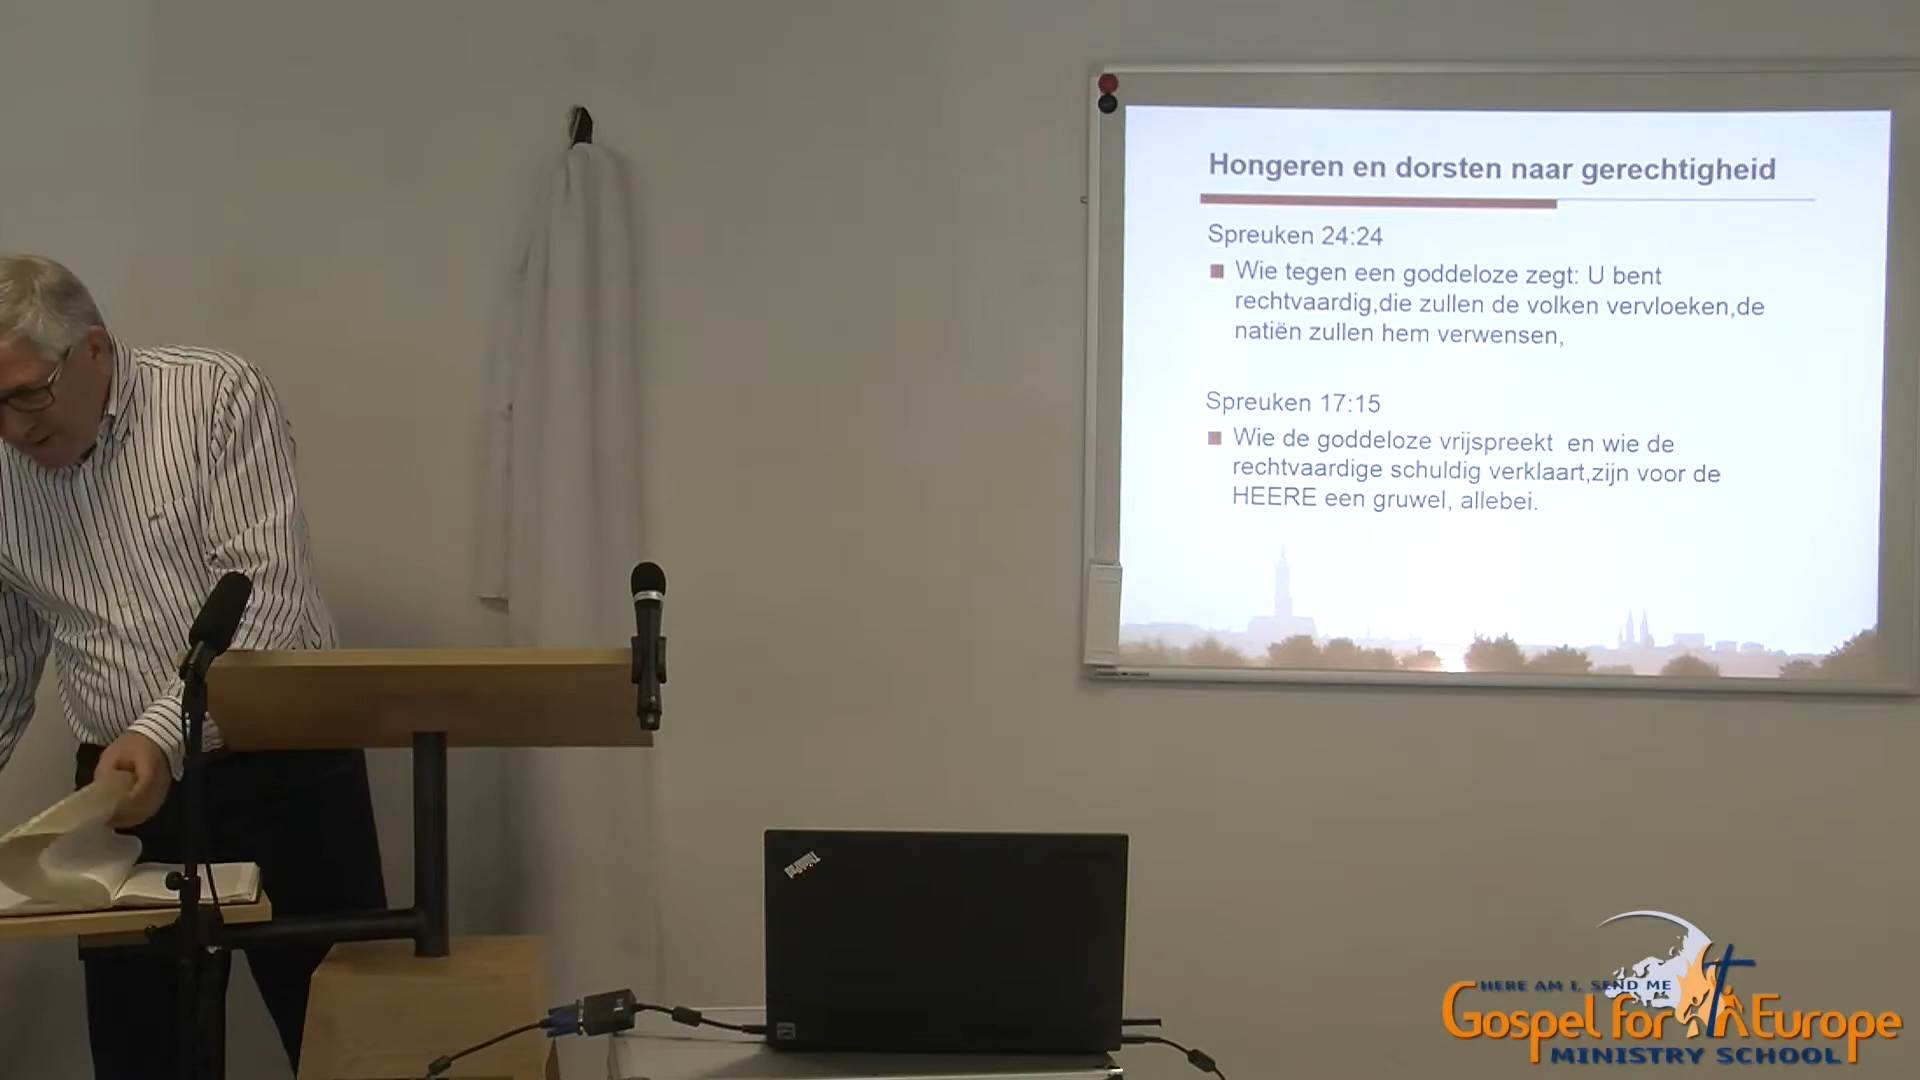 Hongeren en dorsten naar gerechtigheid
Spreuken 24:24
Wie tegen een goddeloze zegt: U bent
rechtvaardig,die zullen de volken vervloeken,de
natiën zullen hem verwensen,
Spreuken 17:15
Wie de goddeloze vrijspreekt  en wie de
rechtvaardige schuldig verklaart,zijn voor de
HEERE een gruwel, allebei.
ThinkPad
HERE AM I, SEND ME
Gospel for Europe
MINISTRY SCHOOL